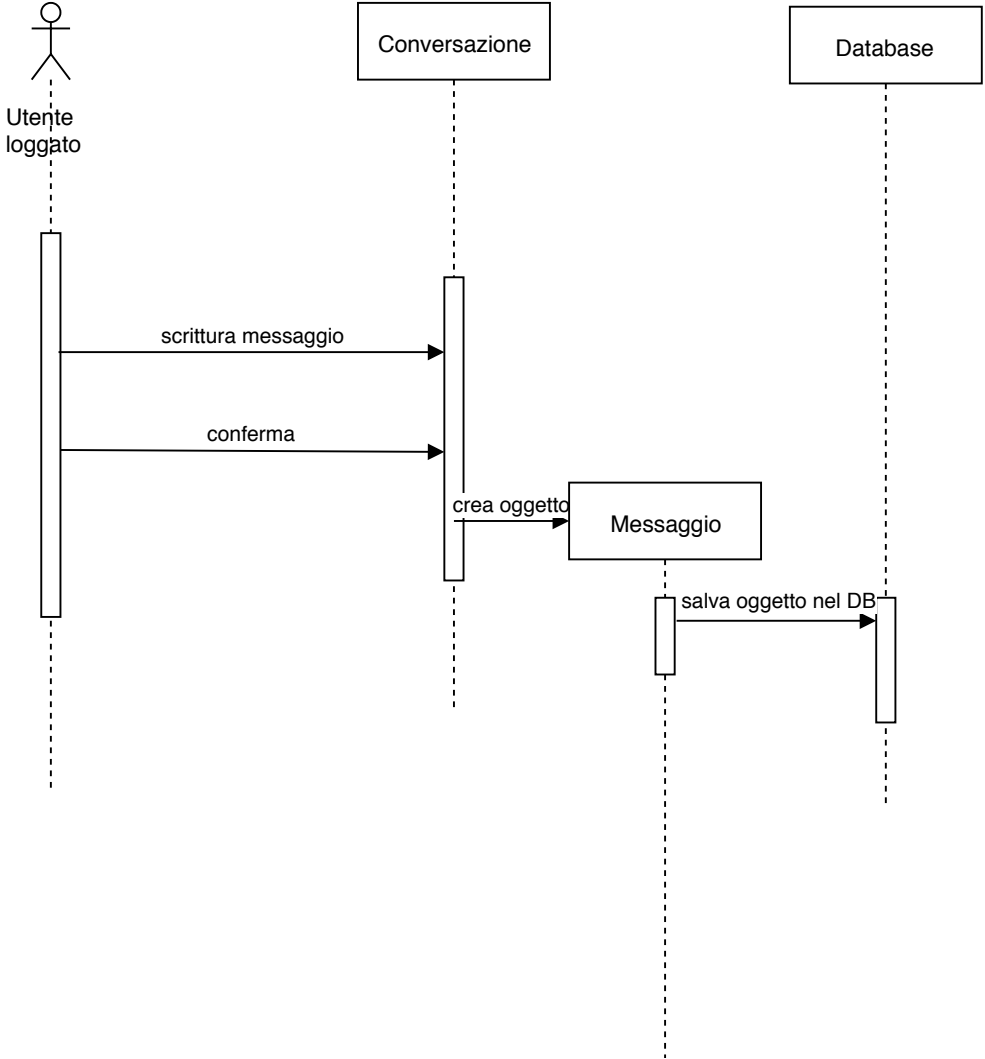 Conversazione
Database
Utente
loggato
scrittura messaggio
conferma
crea oggetto
Messaggio
salva oggetto nel DB